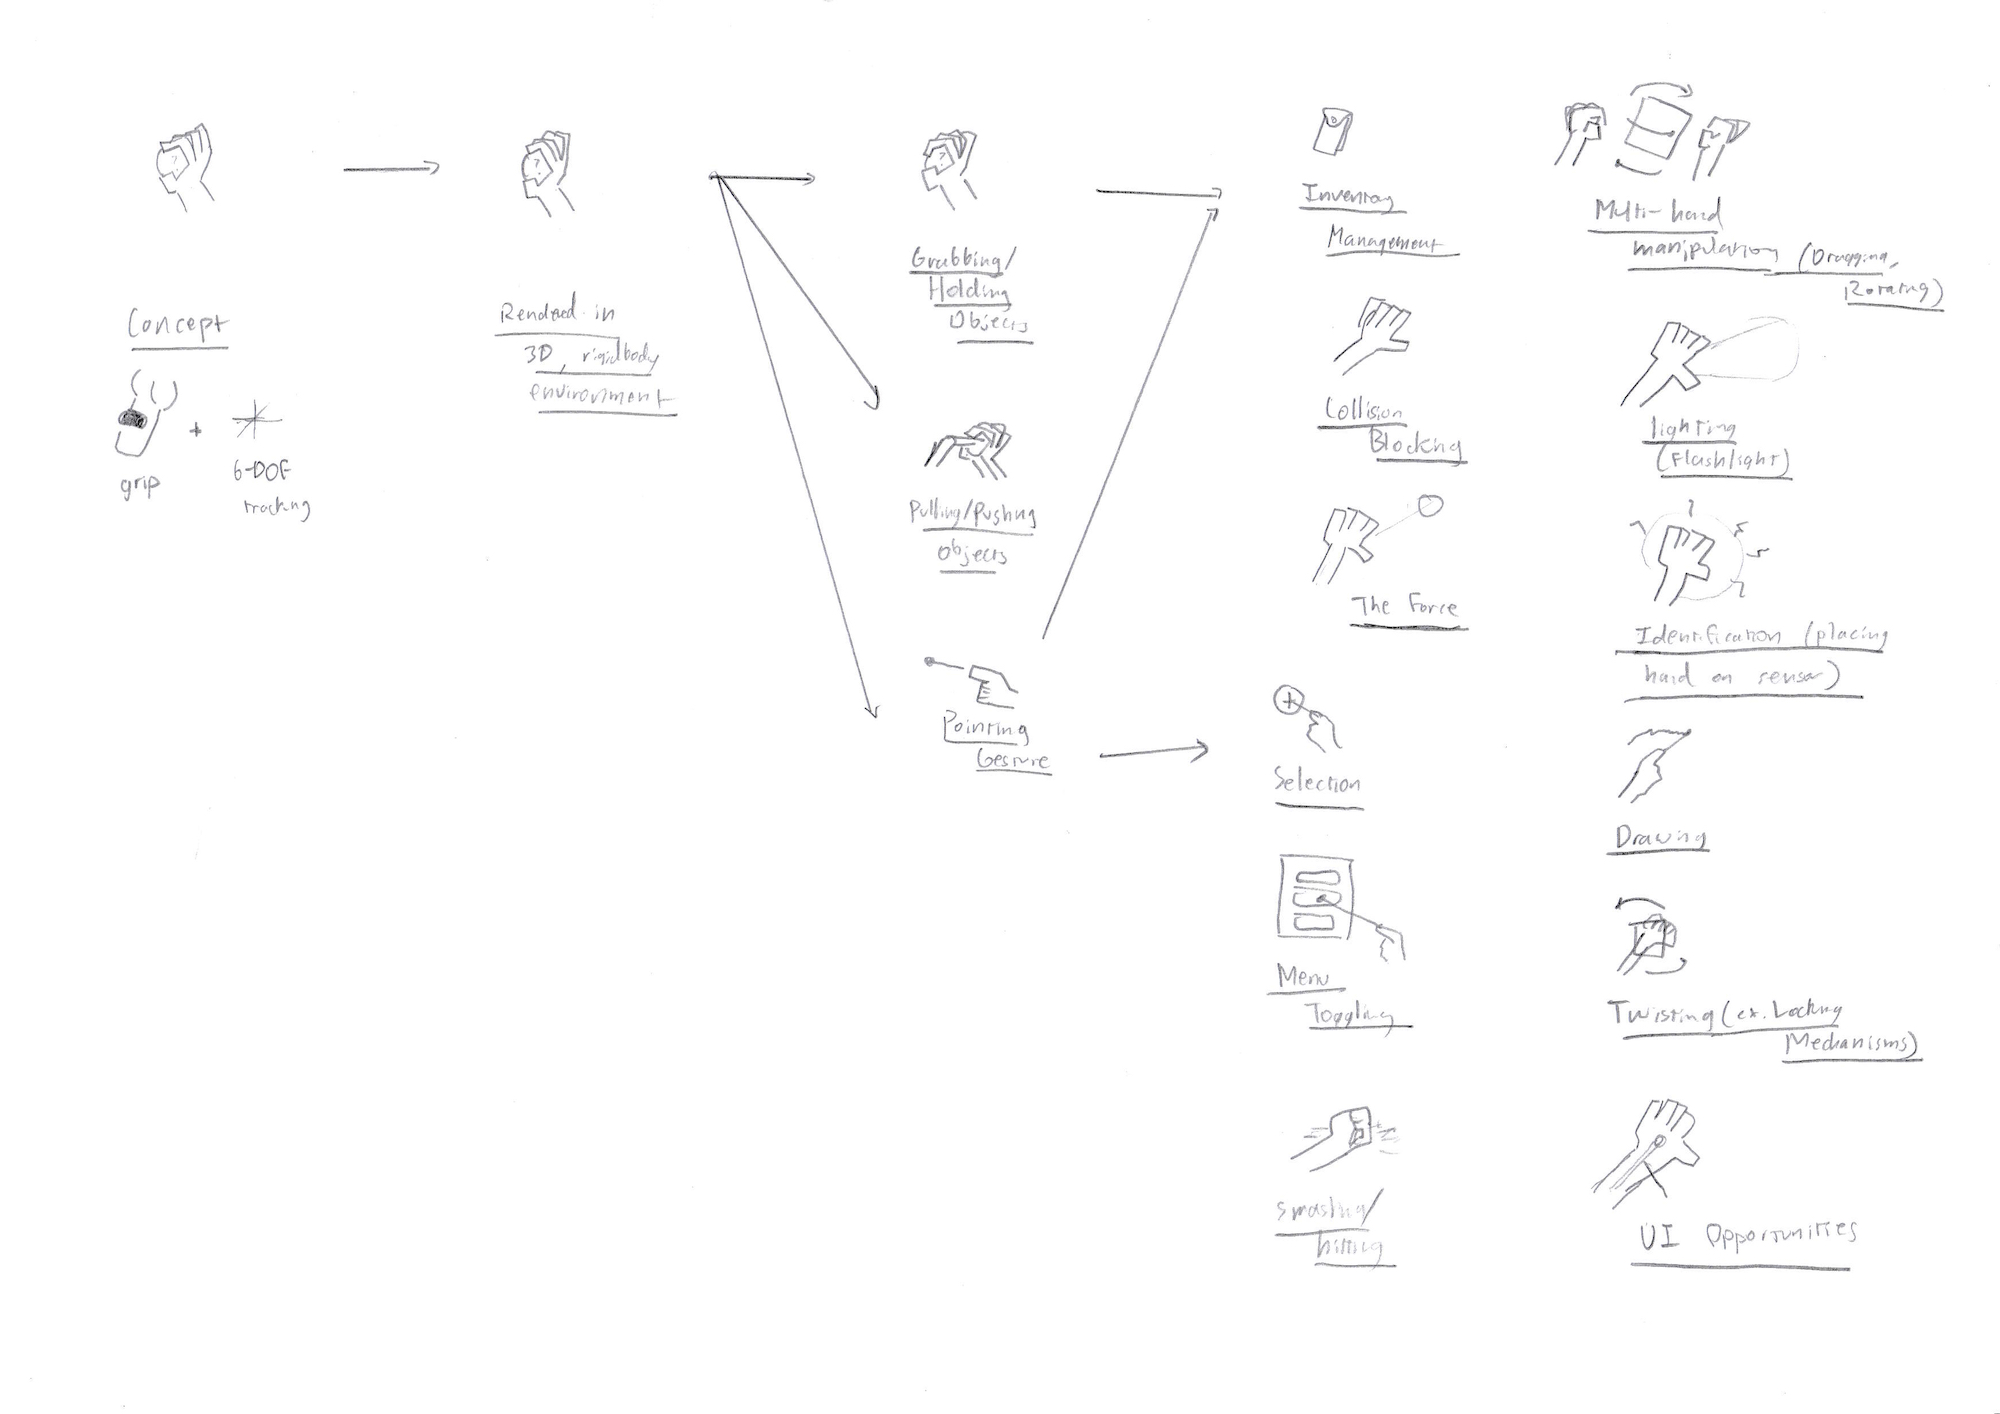 Concept
grip
+
6-DOF
tracking
Rendered in
3D, rigidbody
environment
Grabbing/
Holding
Objects
Pulling/Pushing
Objects
Pointing
Gesture
Inventory
Management
Collision
Blocking
The Force
Selection
Menu
Toggling
Smashing/
hitting
Multi-hand
manipulation (Dragging,
Rotating)
lighting
(Flashlight)
Identification (placing
hand on sensor)
Drawing
Twisting (ex. Locking
Mechanisms)
UI Opportunities